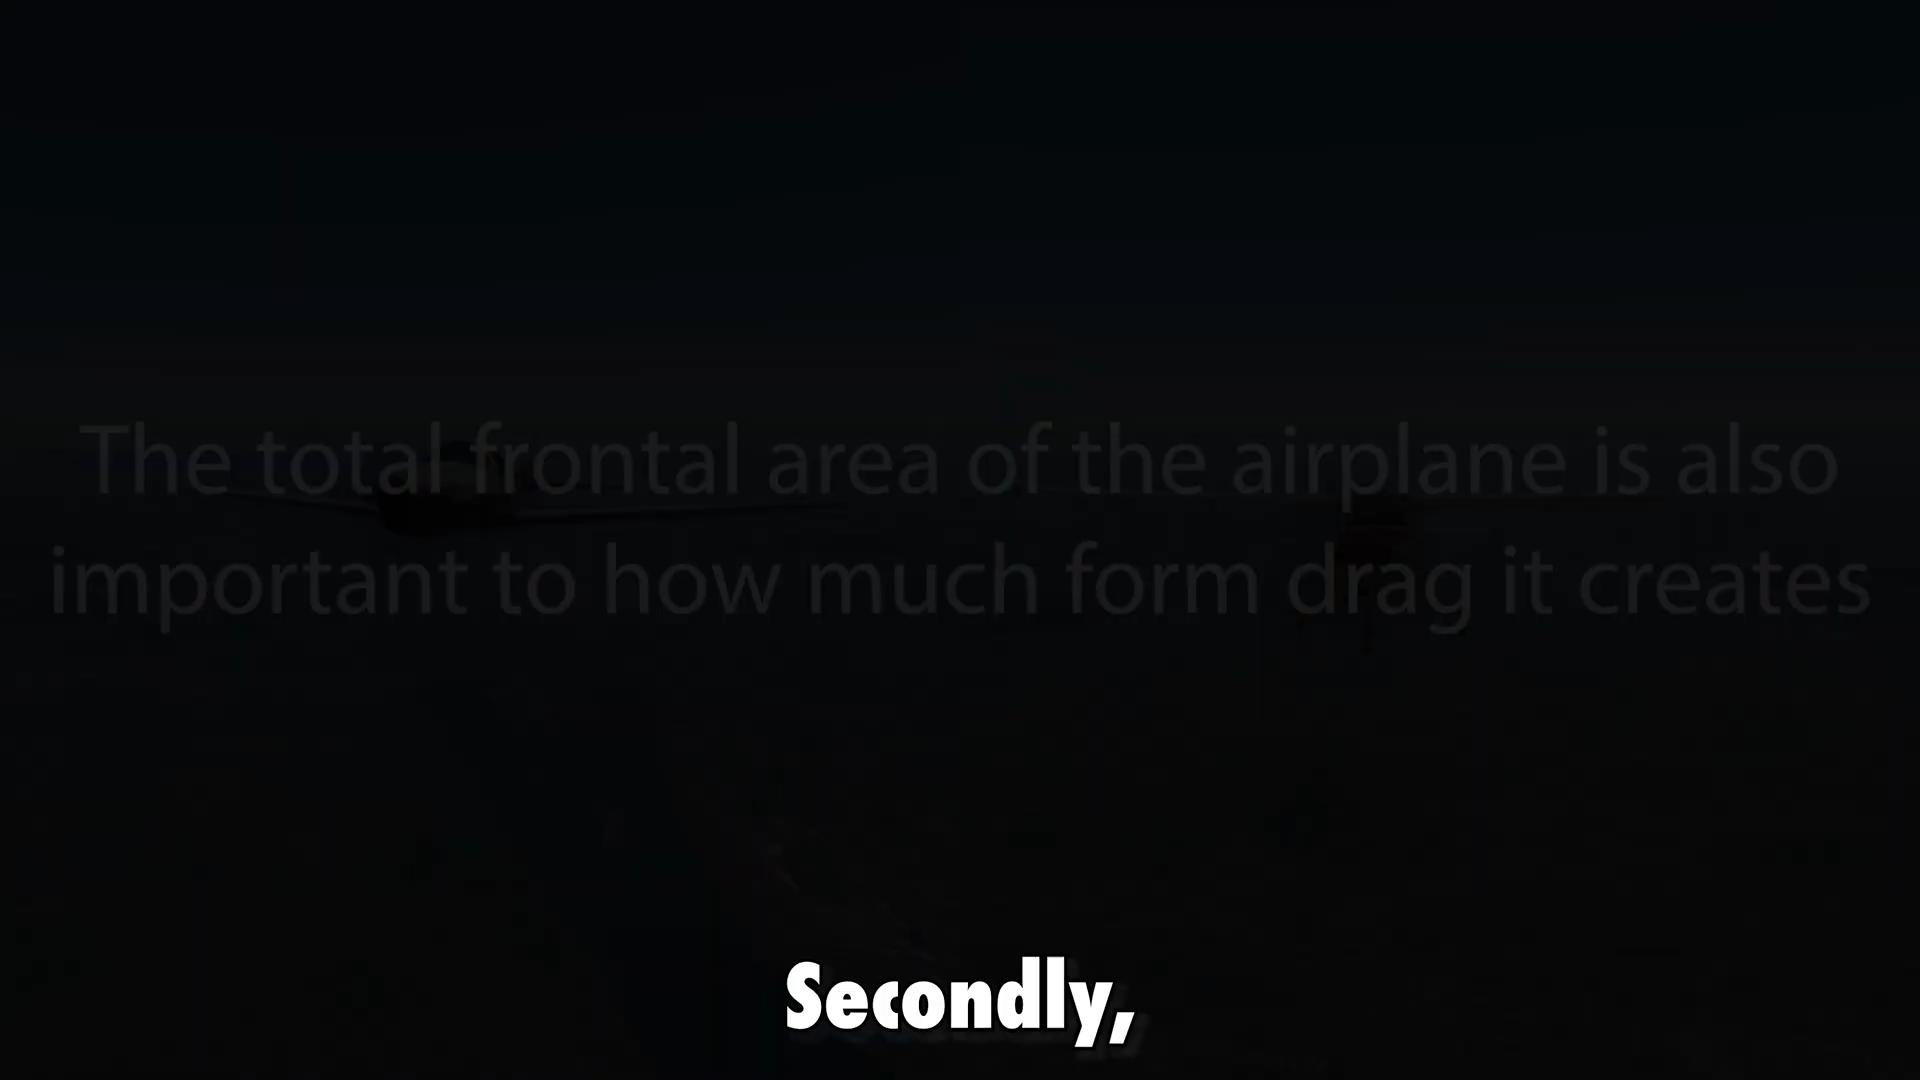 The total frontal area of the airplane is also
important to how much form drag it creates
Secondly,